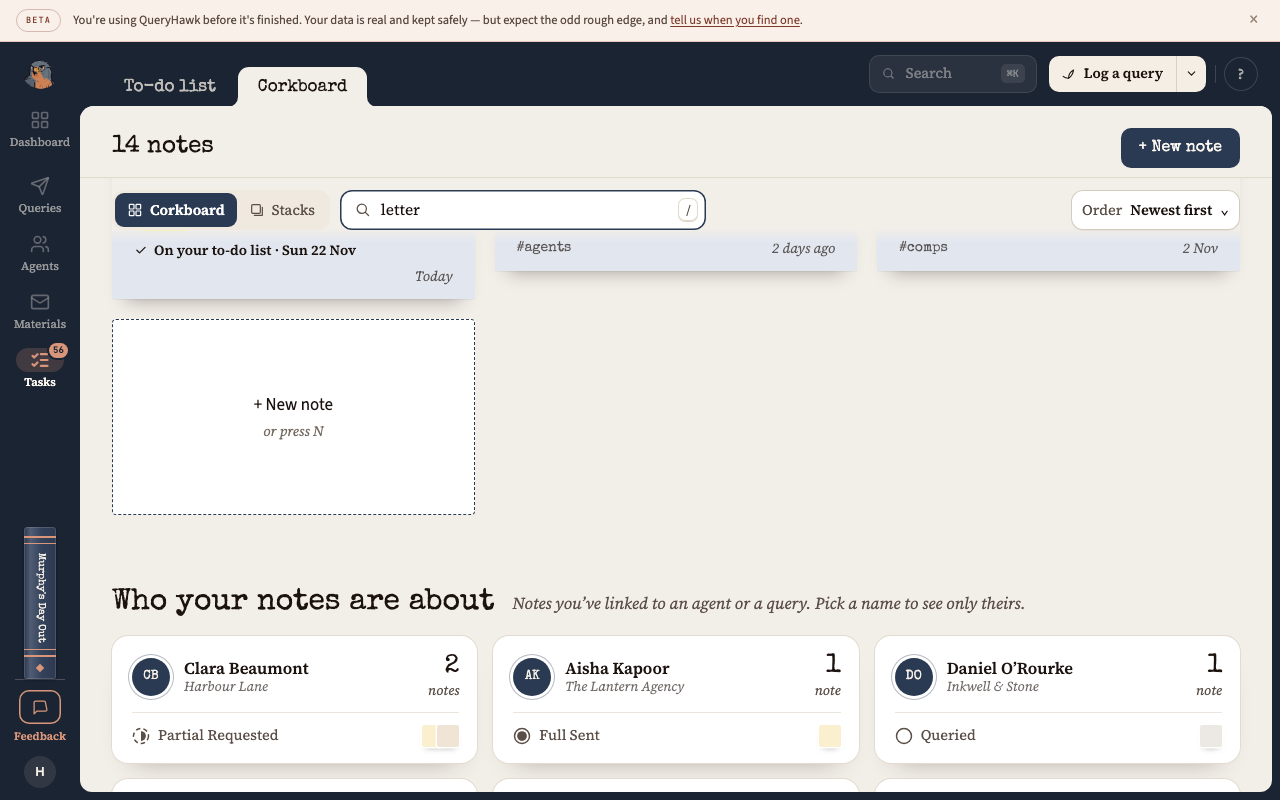 BETA You're using QueryHawk before it's finished. Your data is real and kept safely — but expect the odd rough edge, and tell us when you find one. ×
To-do list Corkboard Search ⌘K Log a query ?
Dashboard
Queries
Agents
Materials
56
Tasks
Murphy's Day Out
Feedback
H
14 notes + New note
Corkboard Stacks letter / Order Newest first
On your to-do list · Sun 22 Nov
Today
#agents 2 days ago
#comps 2 Nov
+ New note
or press N
Who your notes are about Notes you've linked to an agent or a query. Pick a name to see only theirs.
CB Clara Beaumont 2
Harbour Lane notes
Partial Requested
AK Aisha Kapoor 1
The Lantern Agency note
Full Sent
DO Daniel O'Rourke 1
Inkwell & Stone note
Queried